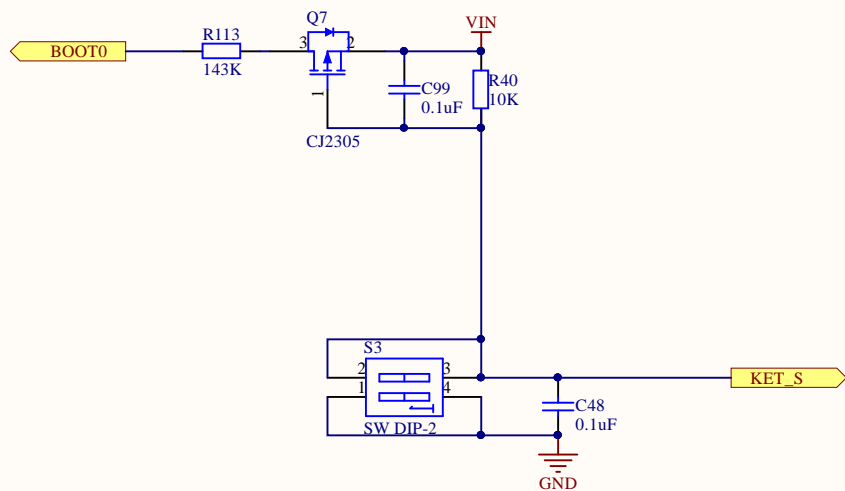 Q7
VIN
BOOT0
R113
143K
3
2
1
C99
0.1uF
R40
10K
CJ2305
S3
2
3
1
4
SW DIP-2
KET_S
C48
0.1uF
GND